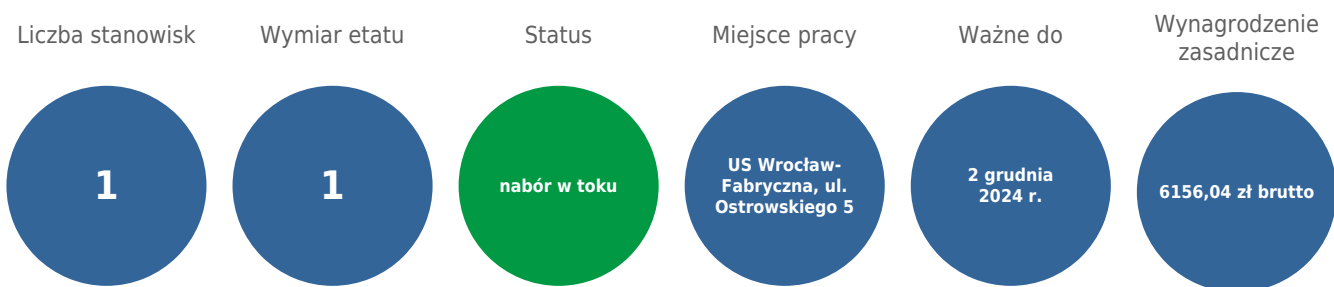 Liczba stanowisk
Wymiar etatu
Status
Miejsce pracy
Ważne do
Wynagrodzenie
zasadnicze
1
1
nabór w toku
US Wrocław-
Fabryczna, ul.
Ostrowskiego 5
2 grudnia
2024 r.
6156,04 zł brutto